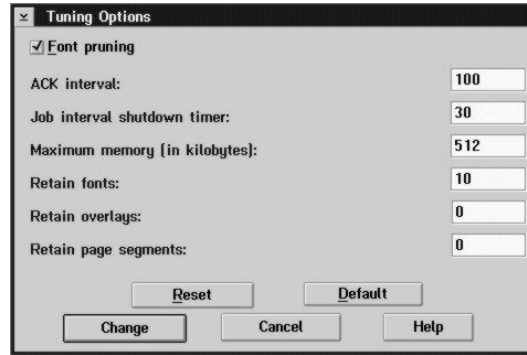 Tuning Options
Font pruning
ACK interval: 100
Job interval shutdown timer: 30
Maximum memory (in kilobytes): 512
Retain fonts: 10
Retain overlays: 0
Retain page segments: 0
Reset Default
Change Cancel Help